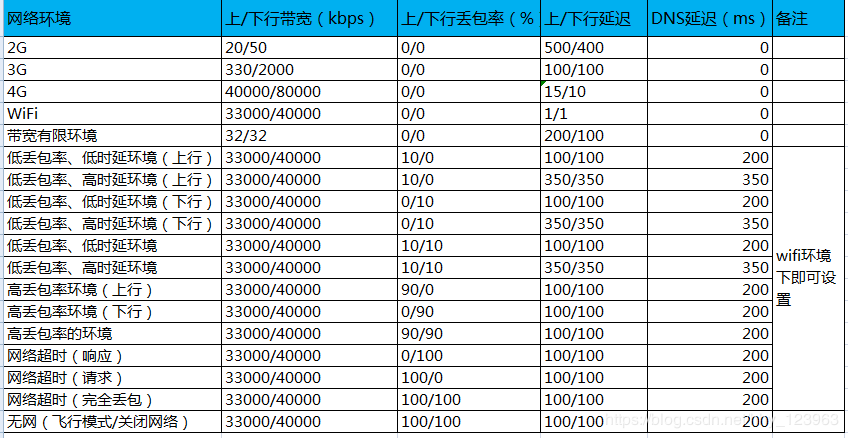 网络环境 上/下行带宽（kbps） 上/下行丢包率（% 上/下行延迟 DNS延迟（ms） 备注
2G 20/50 0/0 500/400 0
3G 330/2000 0/0 100/100 0
4G 40000/80000 0/0 15/10 0
WiFi 33000/40000 0/0 1/1 0
带宽有限环境 32/32 0/0 200/100 0
低丢包率、低时延环境（上行） 33000/40000 10/0 100/100 200
低丢包率、高时延环境（上行） 33000/40000 10/0 350/350 350
低丢包率、低时延环境（下行） 33000/40000 0/10 100/100 200
低丢包率、高时延环境（下行） 33000/40000 0/10 350/350 350
低丢包率、低时延环境 33000/40000 10/10 100/100 200
低丢包率、高时延环境 33000/40000 10/10 350/350 350
高丢包率环境（上行） 33000/40000 90/0 100/100 200
高丢包率环境（下行） 33000/40000 0/90 100/100 200
高丢包率的环境 33000/40000 90/90 100/100 200
网络超时（响应） 33000/40000 0/100 100/100 200
网络超时（请求） 33000/40000 100/0 100/100 200
网络超时（完全丢包） 33000/40000 100/100 100/100 200
无网（飞行模式/关闭网络） 33000/40000 100/100 100/100 200
wifi环境
下即可设
置